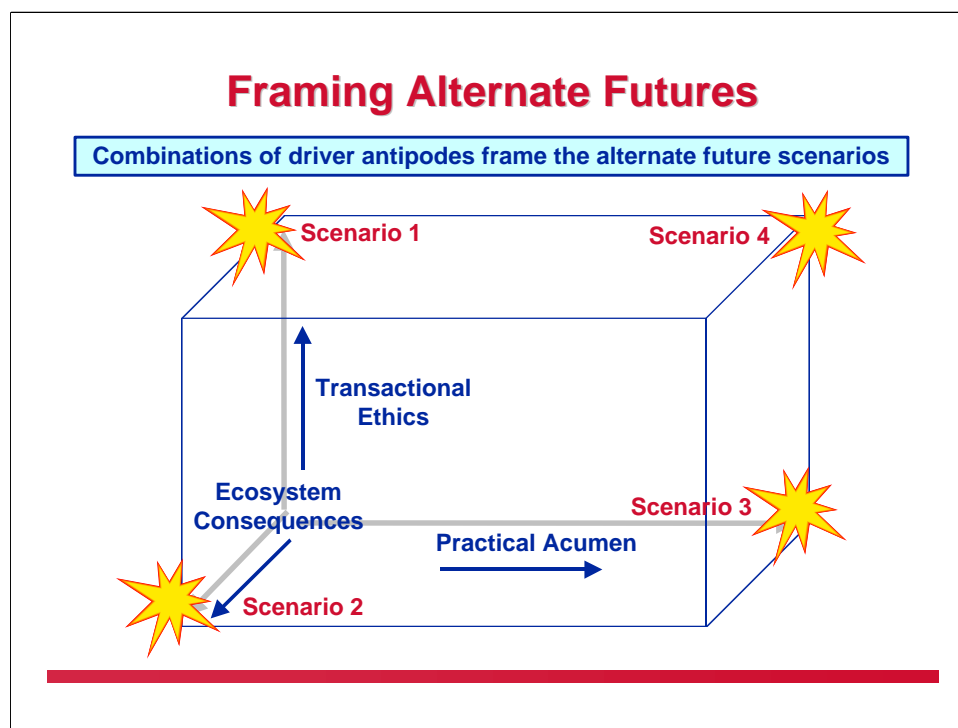 Framing Alternate Futures
Combinations of driver antipodes frame the alternate future scenarios
Scenario 1
Scenario 4
Transactional
Ethics
Ecosystem
Consequences
Scenario 3
Practical Acumen
Scenario 2